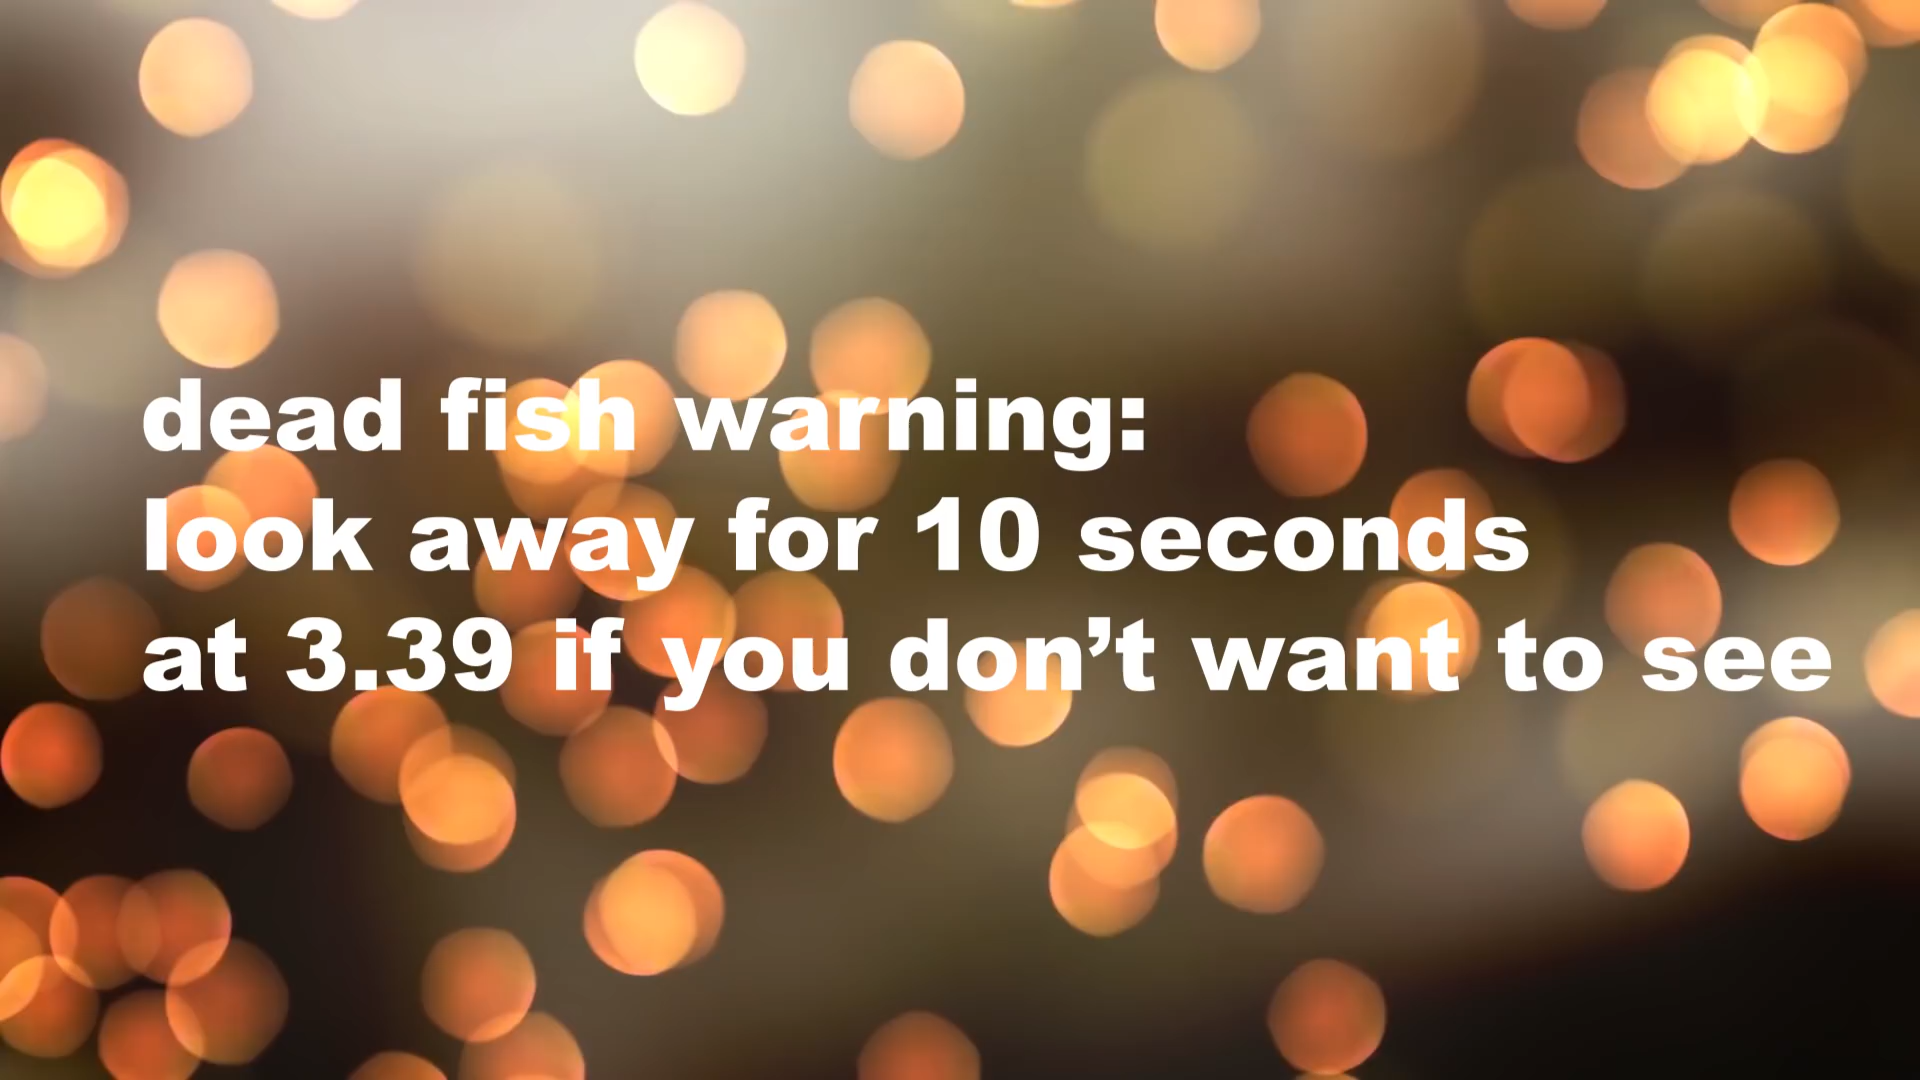 dead fish warning:
look away for 10 seconds
at 3.39 if you don’t want to see